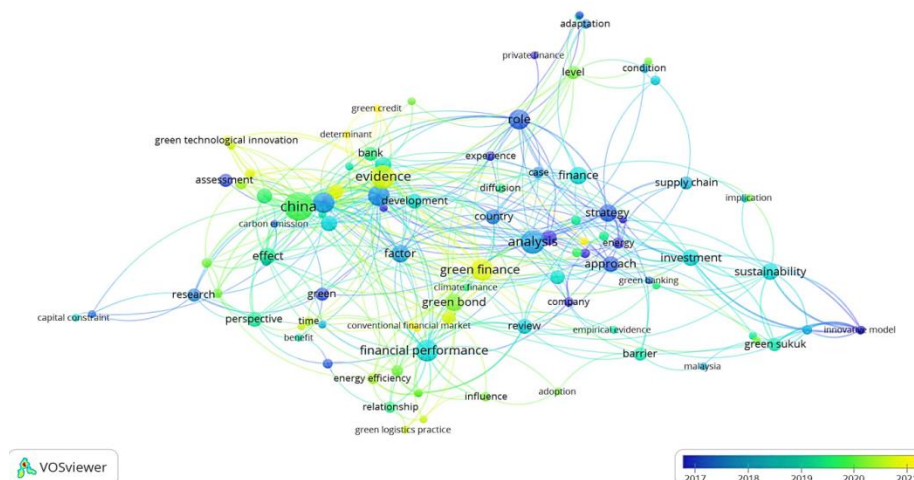 adaptation
private finance
level
condition
green credit
role
determinant
green technological innovation
bank
experience
assessment
evidence
case
finance
supply chain
diffusion
implication
china
development
country
strategy
carbon emission
analysis
energy
effect
factor
approach
investment
green finance
sustainability
climate finance
green banking
research
green
green bond
company
capital constraint
perspective
time
conventional financial market
review
empirical evidence
innovative model
benefit
green sukuk
financial performance
barrier
malaysia
energy efficiency
adoption
influence
relationship
green logistics practice
VOSviewer
2017 2018 2019 2020